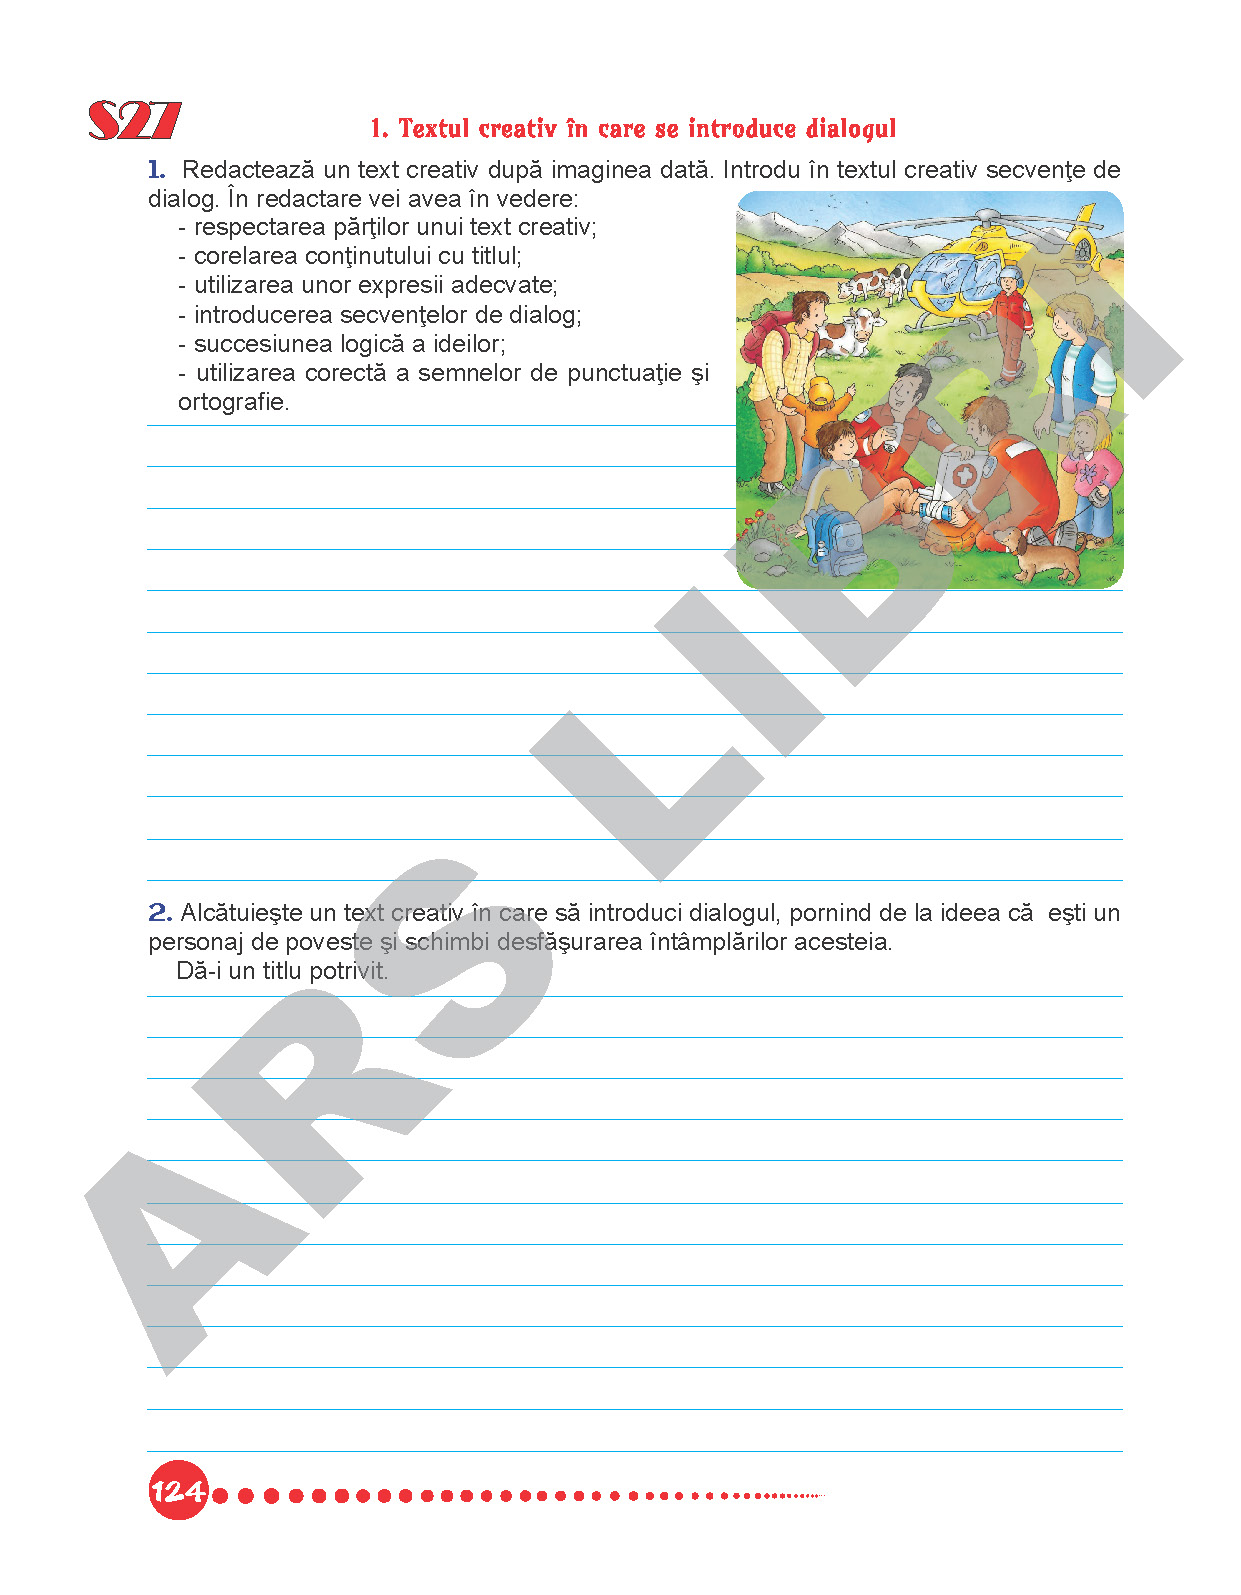 S27
1. Textul creativ în care se introduce dialogul
1. Redactează un text creativ după imaginea dată. Introdu în textul creativ secvenţe de
dialog. În redactare vei avea în vedere:
- respectarea părţilor unui text creativ;
- corelarea conţinutului cu titlul;
- utilizarea unor expresii adecvate;
- introducerea secvenţelor de dialog;
- succesiunea logică a ideilor;
- utilizarea corectă a semnelor de punctuaţie şi
ortografie.
2. Alcătuieşte un text creativ în care să introduci dialogul, pornind de la ideea că eşti un
personaj de poveste şi schimbi desfăşurarea întâmplărilor acesteia.
Dă-i un titlu potrivit.
ARS LIBRI
124